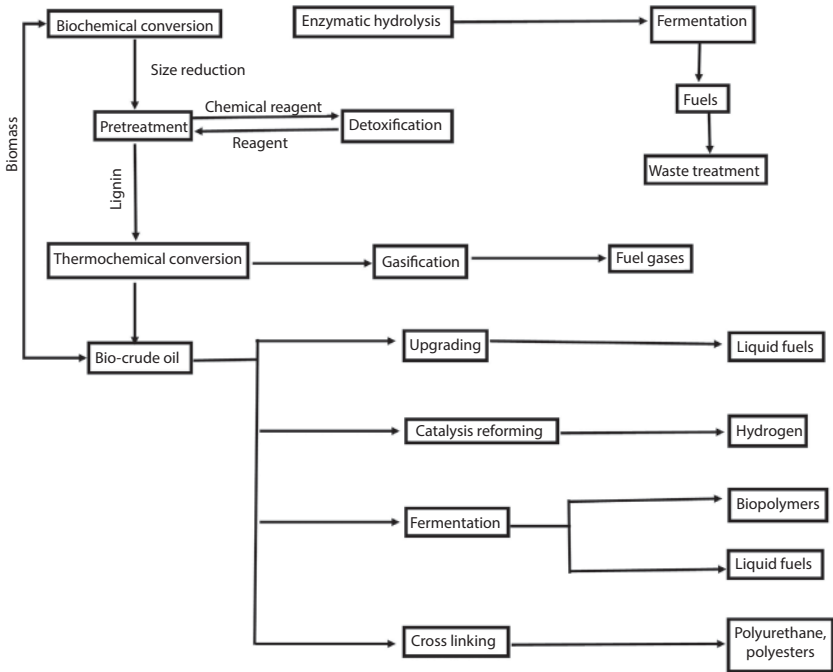 Biochemical conversion
Enzymatic hydrolysis
Fermentation
Size reduction
Fuels
Chemical reagent
Pretreatment
Detoxification
Reagent
Biomass
Waste treatment
Lignin
Thermochemical conversion
Gasification
Fuel gases
Bio-crude oil
Upgrading
Liquid fuels
Catalysis reforming
Hydrogen
Biopolymers
Fermentation
Liquid fuels
Cross linking
Polyurethane,
polyesters